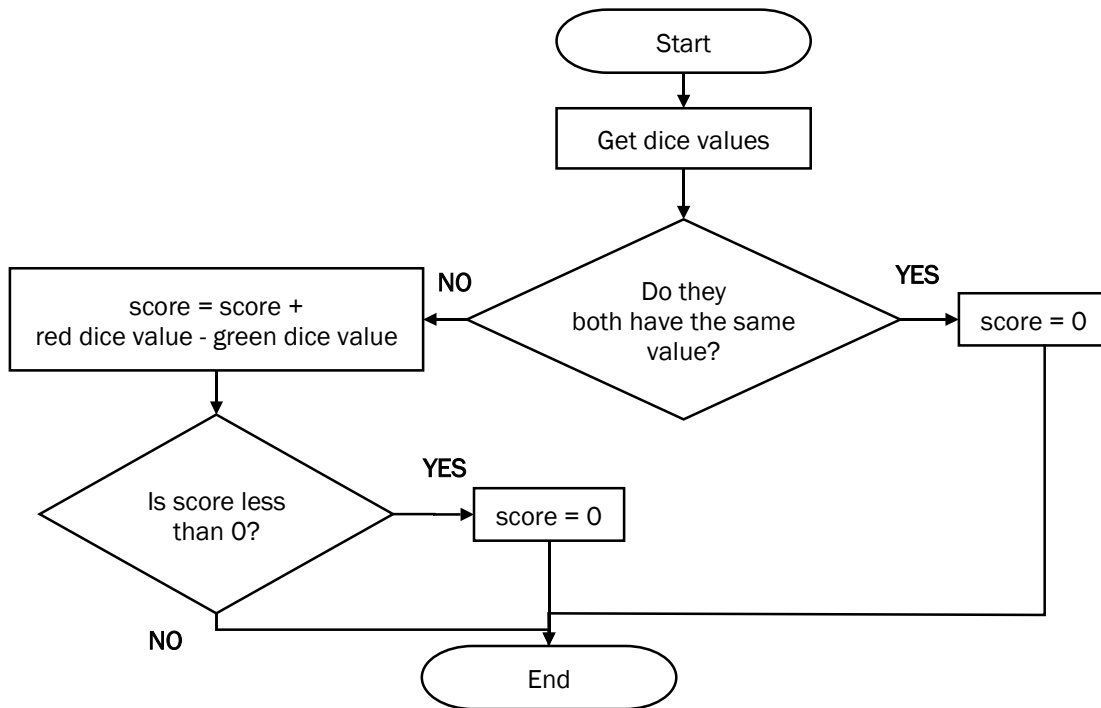 Start
Get dice values
Do they
both have the same
value?
NO
YES
score = score +
red dice value - green dice value
score = 0
Is score less
than 0?
YES
score = 0
NO
End